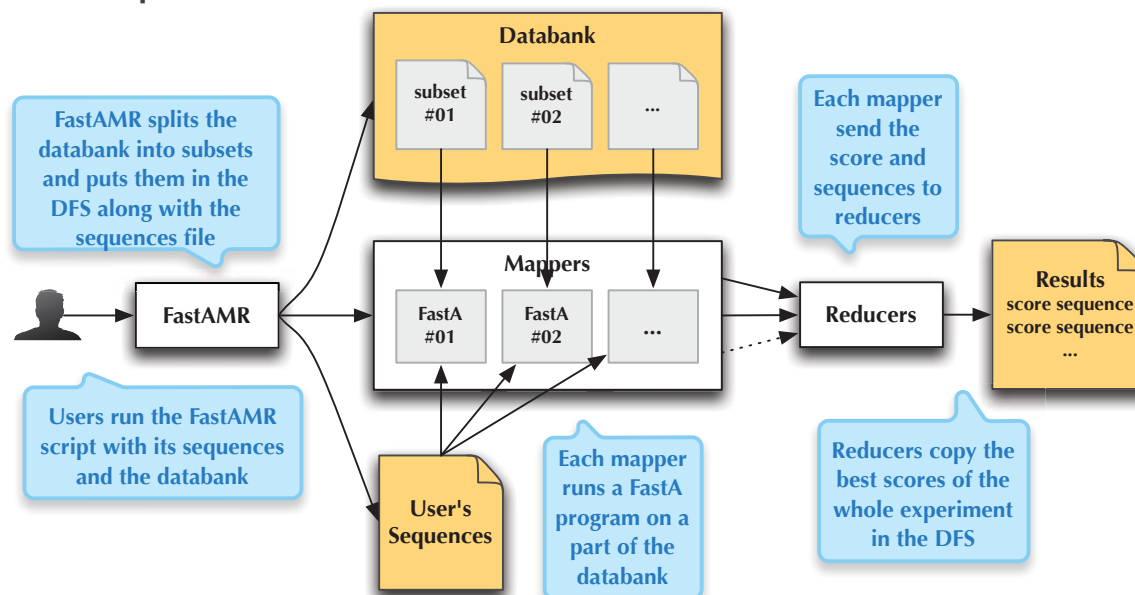 Databank
subset
#01
subset
#02
...
FastAMR splits the
databank into subsets
and puts them in the
DFS along with the
sequences file
Each mapper
send the
score and
sequences to
reducers
Mappers
FastA
#01
FastA
#02
...
FastAMR
Reducers
Results
score sequence
score sequence
...
Users run the FastAMR
script with its sequences
and the databank
User's
Sequences
Each mapper
runs a FastA
program on a
part of the
databank
Reducers copy the
best scores of the
whole experiment
in the DFS